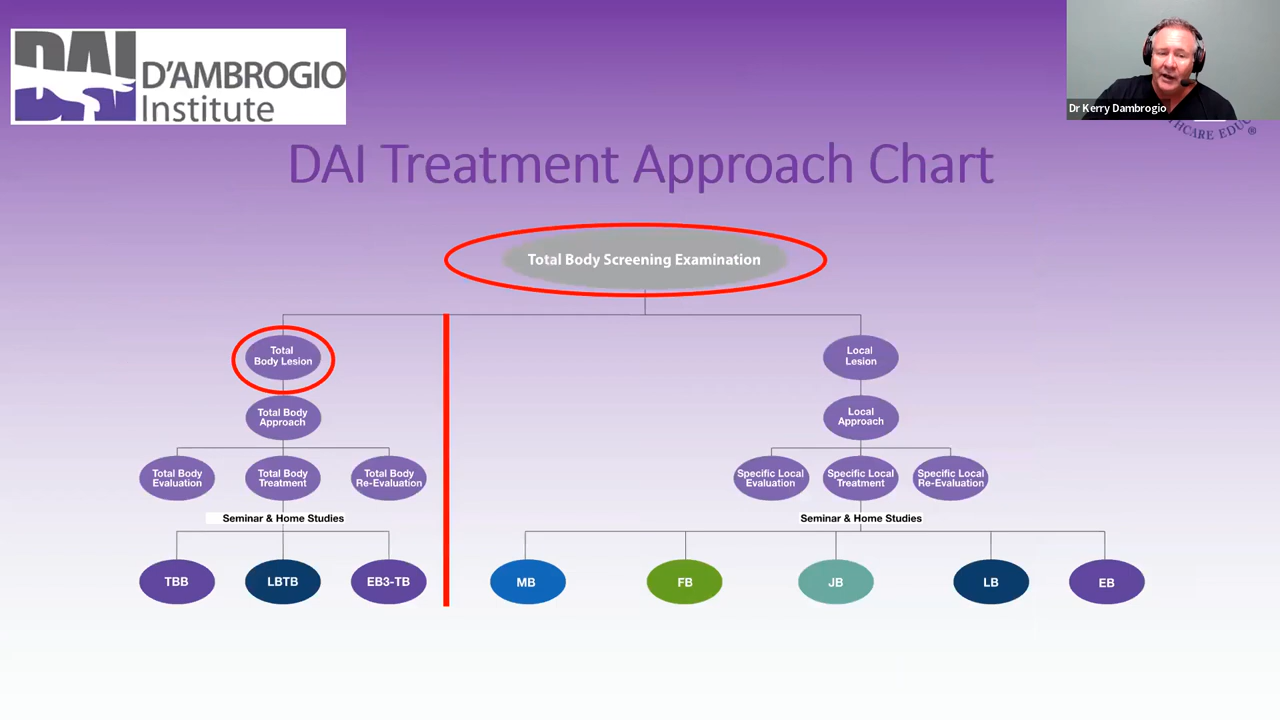 DAI
D'AMBROGIO
Institute
Dr Kerry Dambrogio
THCARE EDUC
®
DAI Treatment Approach Chart
Total Body Screening Examination
Total
Body Lesion
Local
Lesion
Total Body
Approach
Local
Approach
Total Body
Evaluation
Total Body
Treatment
Total Body
Re-Evaluation
Specific Local
Evaluation
Specific Local
Treatment
Specific Local
Re-Evaluation
Seminar & Home Studies
Seminar & Home Studies
TBB
LBTB
EB3-TB
MB
FB
JB
LB
EB